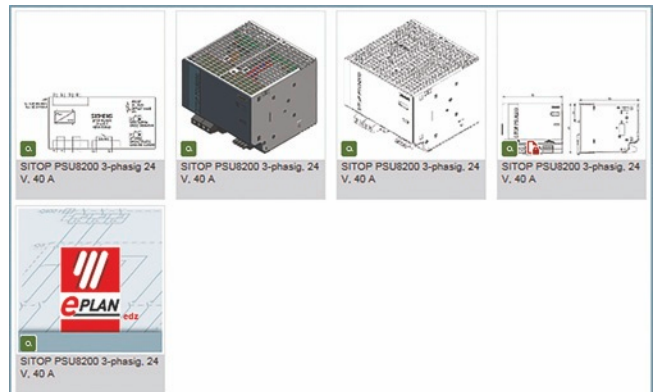 SIEMENS
SITOP PSU8200 3-phasig 24
V, 40 A
SITOP PSU8200 3-phasig, 24
V, 40 A
SITOP PSU8200 3-phasig, 24
V, 40 A
SITOP PSU8200 3-phasig, 24
V, 40 A
ePLAN
.edz
SITOP PSU8200 3-phasig, 24
V, 40 A